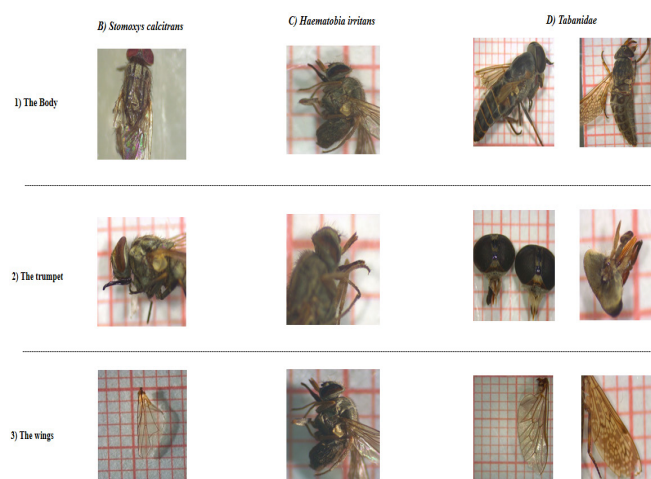 B) Stomoxys calcitrans
C) Haematobia irritans
D) Tabanidae
1) The Body
2) The trumpet
3) The wings